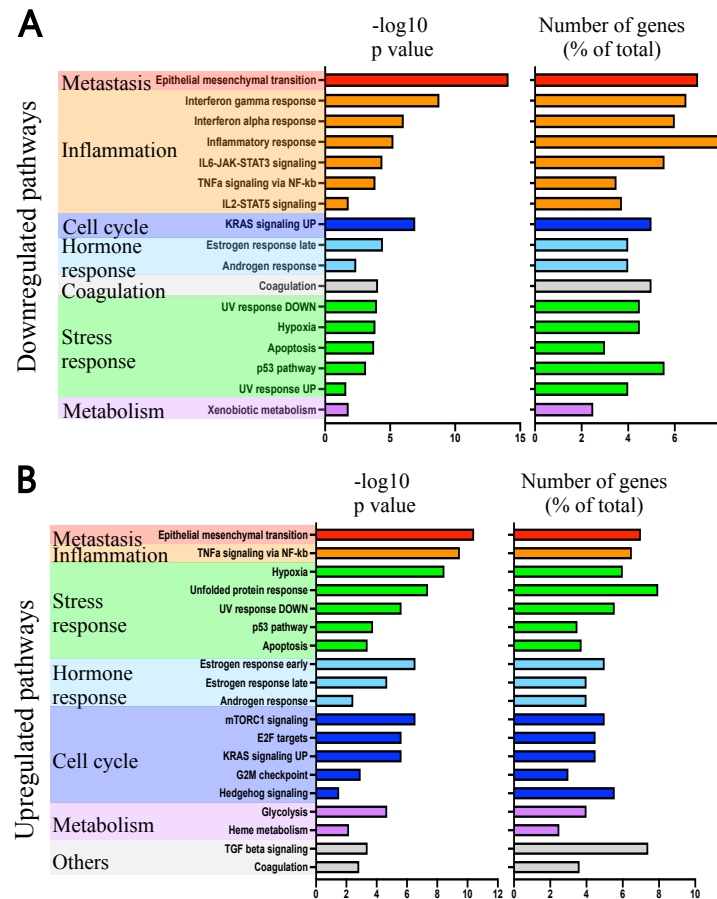 A
-log10
p value
Number of genes
(% of total)
Downregulated pathways
Metastasis
Epithelial mesenchymal transition
Inflammation
Interferon gamma response
Interferon alpha response
Inflammatory response
IL6-JAK-STAT3 signaling
TNFa signaling via NF-kb
IL2-STAT5 signaling
Cell cycle
KRAS signaling UP
Hormone
response
Estrogen response late
Androgen response
Coagulation
Coagulation
Stress
response
UV response DOWN
Hypoxia
Apoptosis
p53 pathway
UV response UP
Metabolism
Xenobiotic metabolism
0 5 10 15 0 2 4 6
B
-log10
p value
Number of genes
(% of total)
Upregulated pathways
Metastasis
Epithelial mesenchymal transition
Inflammation
TNFa signaling via NF-kb
Stress
response
Hypoxia
Unfolded protein response
UV response DOWN
p53 pathway
Apoptosis
Hormone
response
Estrogen response early
Estrogen response late
Androgen response
Cell cycle
mTORC1 signaling
E2F targets
KRAS signaling UP
G2M checkpoint
Hedgehog signaling
Metabolism
Glycolysis
Heme metabolism
Others
TGF beta signaling
Coagulation
0 2 4 6 8 10 12 0 2 4 6 8 10